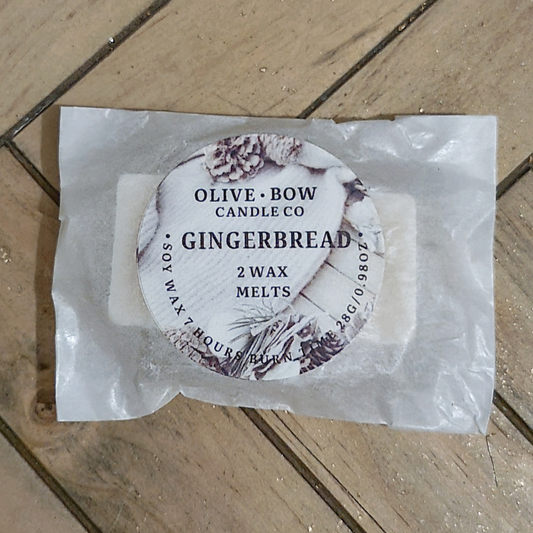 OLIVE • BOW
CANDLE CO
GINGERBREAD
2 WAX
MELTS
• SOY WAX 7 HOURS BURN TIME 28G/0.98OZ •